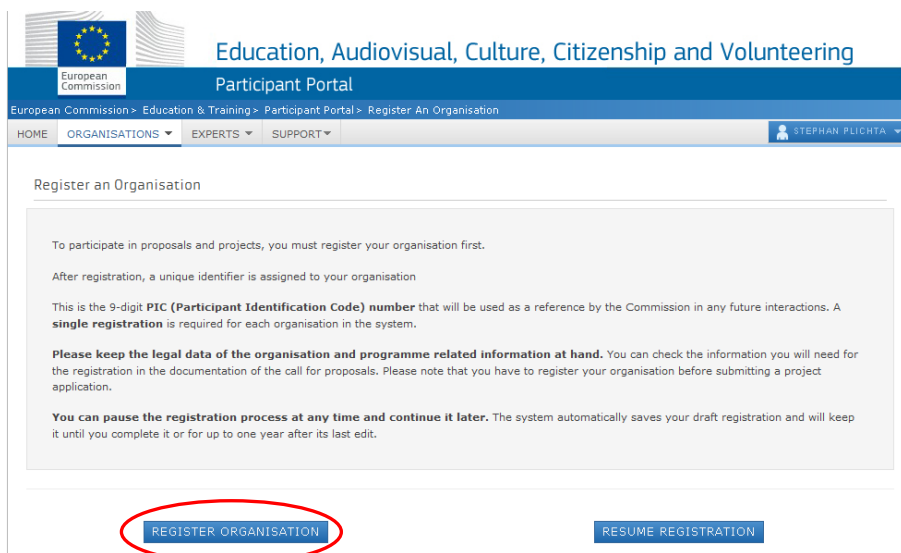 Education, Audiovisual, Culture, Citizenship and Volunteering
European
Commission
Participant Portal
European Commission > Education & Training > Participant Portal > Register An Organisation
HOME ORGANISATIONS EXPERTS SUPPORT STEPHAN PLICHTA
Register an Organisation
To participate in proposals and projects, you must register your organisation first.
After registration, a unique identifier is assigned to your organisation
This is the 9-digit PIC (Participant Identification Code) number that will be used as a reference by the Commission in any future interactions. A
single registration is required for each organisation in the system.
Please keep the legal data of the organisation and programme related information at hand. You can check the information you will need for
the registration in the documentation of the call for proposals. Please note that you have to register your organisation before submitting a project
application.
You can pause the registration process at any time and continue it later. The system automatically saves your draft registration and will keep
it until you complete it or for up to one year after its last edit.
REGISTER ORGANISATION RESUME REGISTRATION